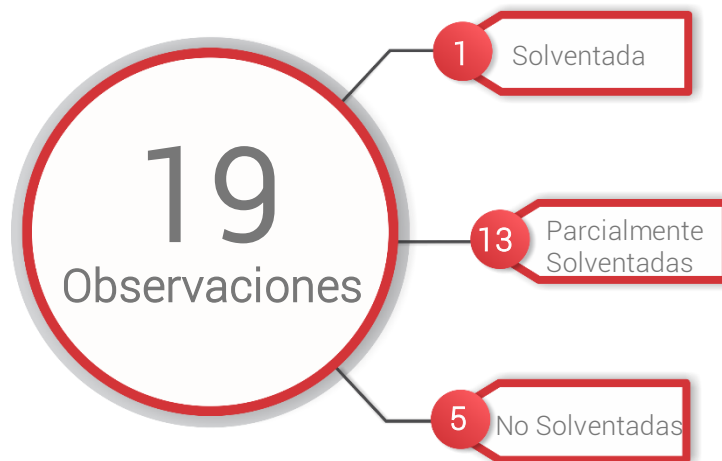 19
Observaciones
1
Solventada
13
Parcialmente
Solventadas
5
No Solventadas